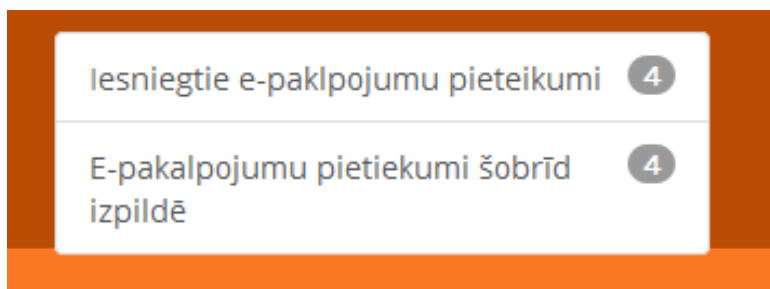 Iesniegtie e-paklpojumu pieteikumi 4
E-pakalpojumu pietiekumi šobrīd 4
izpildē